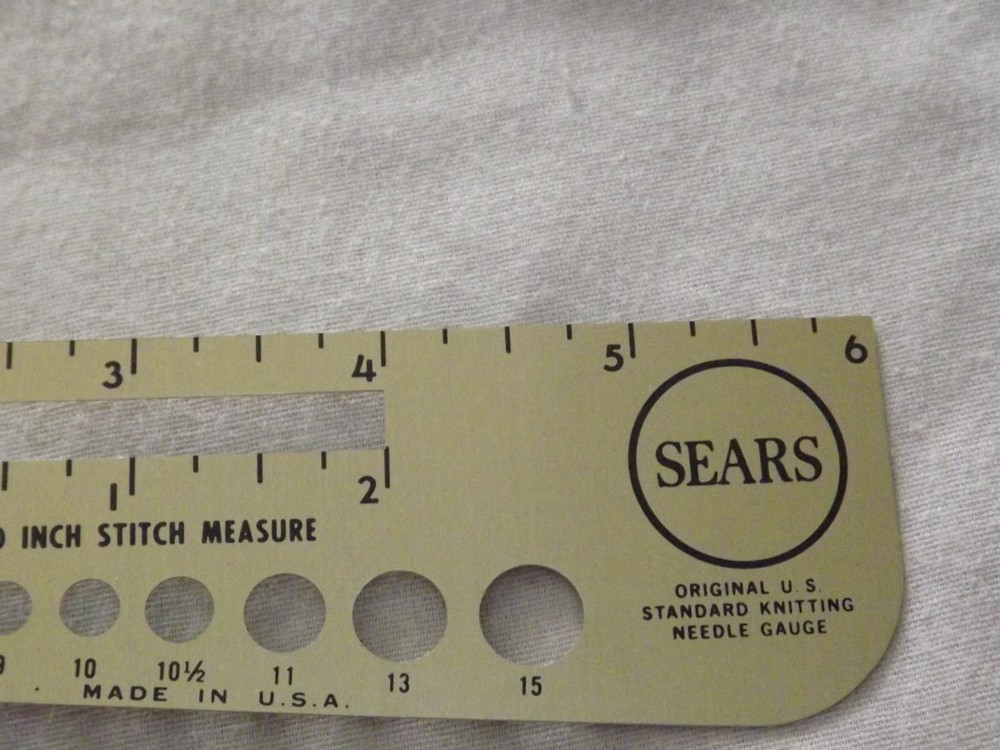 3 4 5 6
SEARS
1 2
INCH STITCH MEASURE
ORIGINAL U.S.
STANDARD KNITTING
NEEDLE GAUGE
9 10 10½ 11 13 15
MADE IN U.S.A.